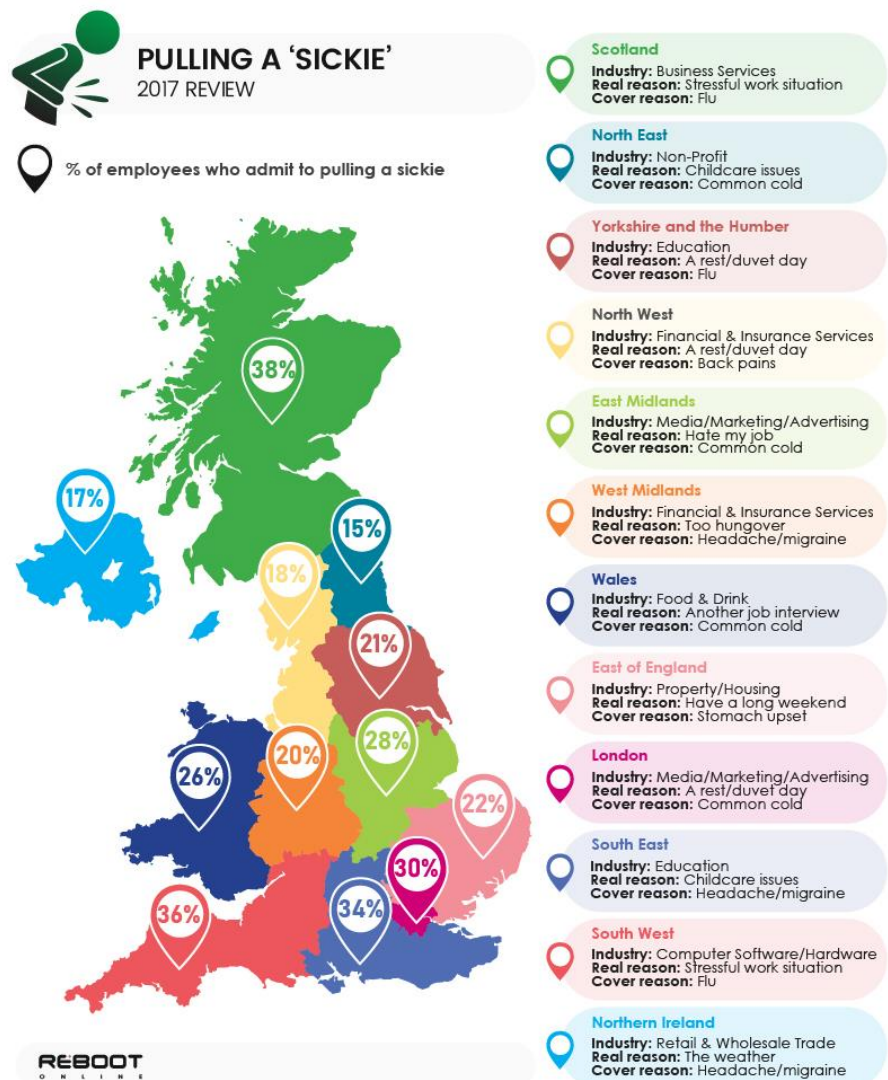 PULLING A 'SICKIE'
2017 REVIEW
% of employees who admit to pulling a sickie
38%
17%
15%
18%
21%
28%
20%
26%
22%
30%
34%
36%
REBOOT
ONLINE
Scotland
Industry: Business Services
Real reason: Stressful work situation
Cover reason: Flu
North East
Industry: Non-Profit
Real reason: Childcare issues
Cover reason: Common cold
Yorkshire and the Humber
Industry: Education
Real reason: A rest/duvet day
Cover reason: Flu
North West
Industry: Financial & Insurance Services
Real reason: A rest/duvet day
Cover reason: Back pains
East Midlands
Industry: Media/Marketing/Advertising
Real reason: Hate my job
Cover reason: Common cold
West Midlands
Industry: Financial & Insurance Services
Real reason: Too hungover
Cover reason: Headache/migraine
Wales
Industry: Food & Drink
Real reason: Another job interview
Cover reason: Common cold
East of England
Industry: Property/Housing
Real reason: Have a long weekend
Cover reason: Stomach upset
London
Industry: Media/Marketing/Advertising
Real reason: A rest/duvet day
Cover reason: Common cold
South East
Industry: Education
Real reason: Childcare issues
Cover reason: Headache/migraine
South West
Industry: Computer Software/Hardware
Real reason: Stressful work situation
Cover reason: Flu
Northern Ireland
Industry: Retail & Wholesale Trade
Real reason: The weather
Cover reason: Headache/migraine